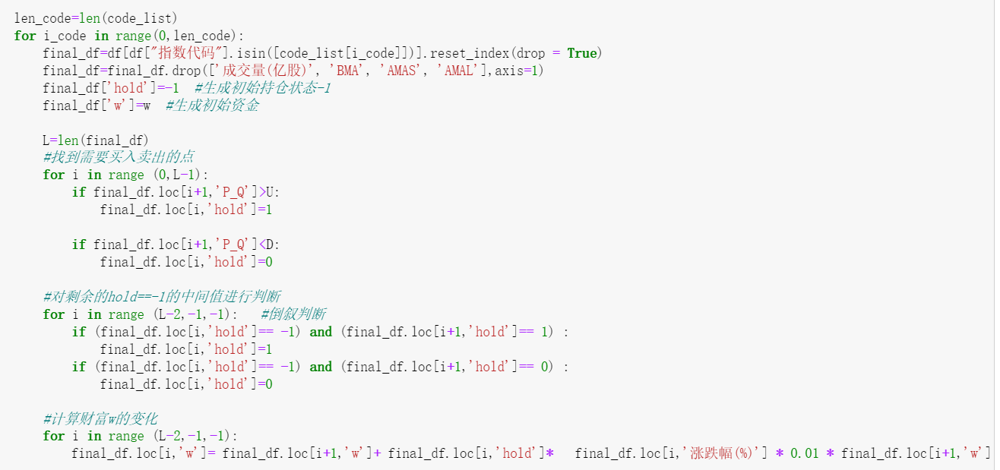 len_code=len(code_list)
for i_code in range(0,len_code):
    final_df=df[df["指数代码"].isin([code_list[i_code]])].reset_index(drop = True)
    final_df=final_df.drop(['成交量(亿股)', 'BMA', 'AMAS', 'AMAL'],axis=1)
    final_df['hold']=-1  #生成初始持仓状态-1
    final_df['w']=w  #生成初始资金

    L=len(final_df)
    #找到需要买入卖出的点
    for i in range (0,L-1):
        if final_df.loc[i+1,'P_Q']>U:
            final_df.loc[i,'hold']=1

        if final_df.loc[i+1,'P_Q']<D:
            final_df.loc[i,'hold']=0

    #对剩余的hold==-1的中间值进行判断
    for i in range (L-2,-1,-1):   #倒叙判断
        if (final_df.loc[i,'hold']== -1) and (final_df.loc[i+1,'hold']== 1) :
            final_df.loc[i,'hold']=1
        if (final_df.loc[i,'hold']== -1) and (final_df.loc[i+1,'hold']== 0) :
            final_df.loc[i,'hold']=0

    #计算财富w的变化
    for i in range (L-2,-1,-1):
        final_df.loc[i,'w']= final_df.loc[i+1,'w']+ final_df.loc[i,'hold']*   final_df.loc[i,'涨跌幅(%)'] * 0.01 * final_df.loc[i+1,'w']